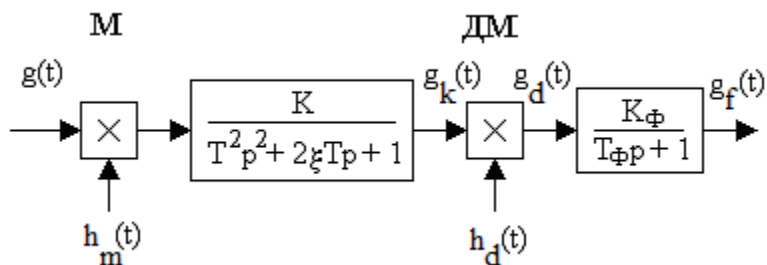 М
ДМ
g(t)
×
K
T²p²+ 2ξTp + 1
g_k(t)
×
g_d(t)
K_Ф
T_Фp + 1
g_f(t)
h_m(t)
h_d(t)